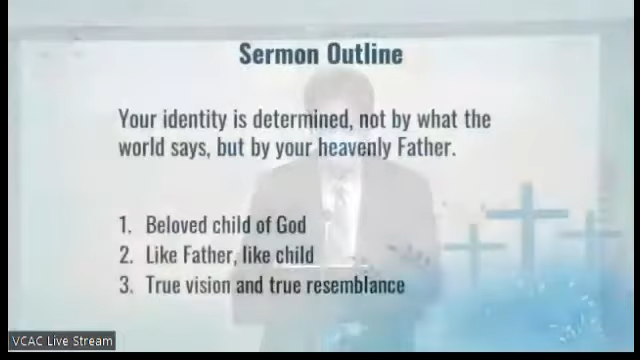 Sermon Outline
Your identity is determined, not by what the
world says, but by your heavenly Father.
1. Beloved child of God
2. Like Father, like child
3. True vision and true resemblance
VCAC Live Stream